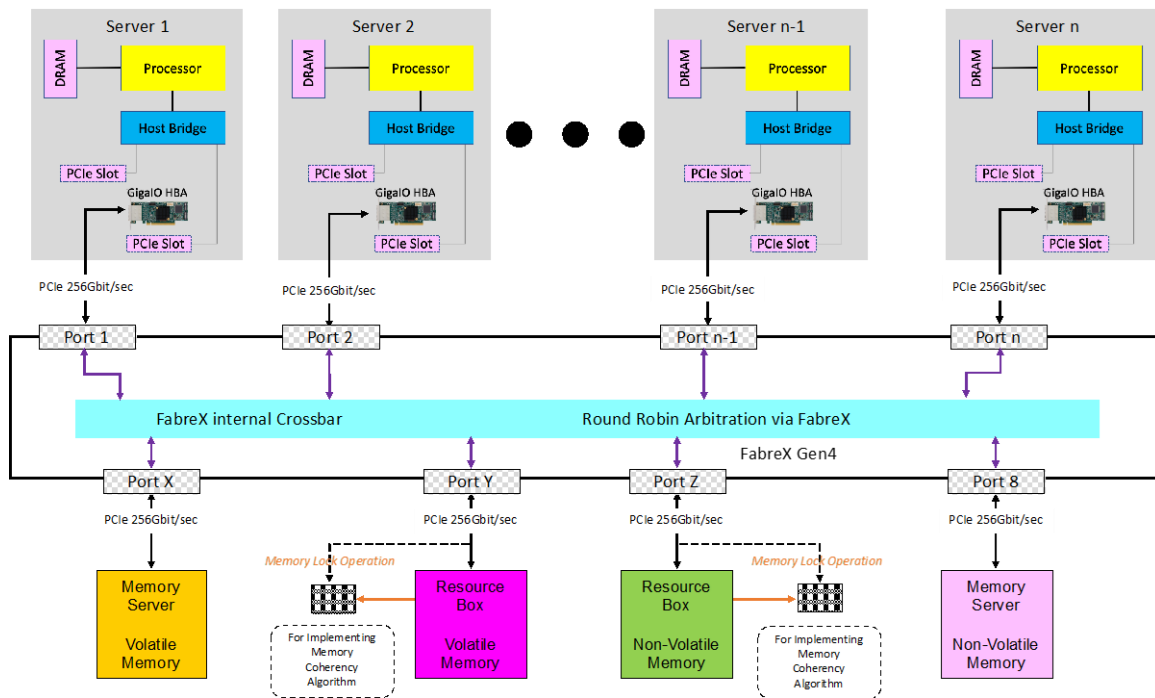 Server 1
DRAM
Processor
Host Bridge
PCIe Slot
GigaIO HBA
PCIe Slot
PCIe 256Gbit/sec
Server 2
DRAM
Processor
Host Bridge
PCIe Slot
GigaIO HBA
PCIe Slot
PCIe 256Gbit/sec
Server n-1
DRAM
Processor
Host Bridge
PCIe Slot
GigaIO HBA
PCIe Slot
PCIe 256Gbit/sec
Server n
DRAM
Processor
Host Bridge
PCIe Slot
GigaIO HBA
PCIe Slot
PCIe 256Gbit/sec
Port 1
Port 2
Port n-1
Port n
FabreX internal Crossbar
Round Robin Arbitration via FabreX
FabreX Gen4
Port X
Port Y
Port Z
Port 8
PCIe 256Gbit/sec
PCIe 256Gbit/sec
PCIe 256Gbit/sec
PCIe 256Gbit/sec
Memory
Server
Volatile
Memory
Memory Lock Operation
For Implementing
Memory
Coherency
Algorithm
Resource
Box
Volatile
Memory
Resource
Box
Non-Volatile
Memory
Memory Lock Operation
For Implementing
Memory
Coherency
Algorithm
Memory
Server
Non-Volatile
Memory